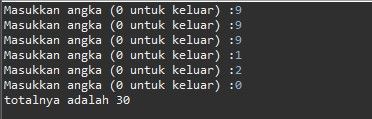 Masukkan angka (0 untuk keluar) :9
Masukkan angka (0 untuk keluar) :9
Masukkan angka (0 untuk keluar) :9
Masukkan angka (0 untuk keluar) :1
Masukkan angka (0 untuk keluar) :2
Masukkan angka (0 untuk keluar) :0
totalnya adalah 30